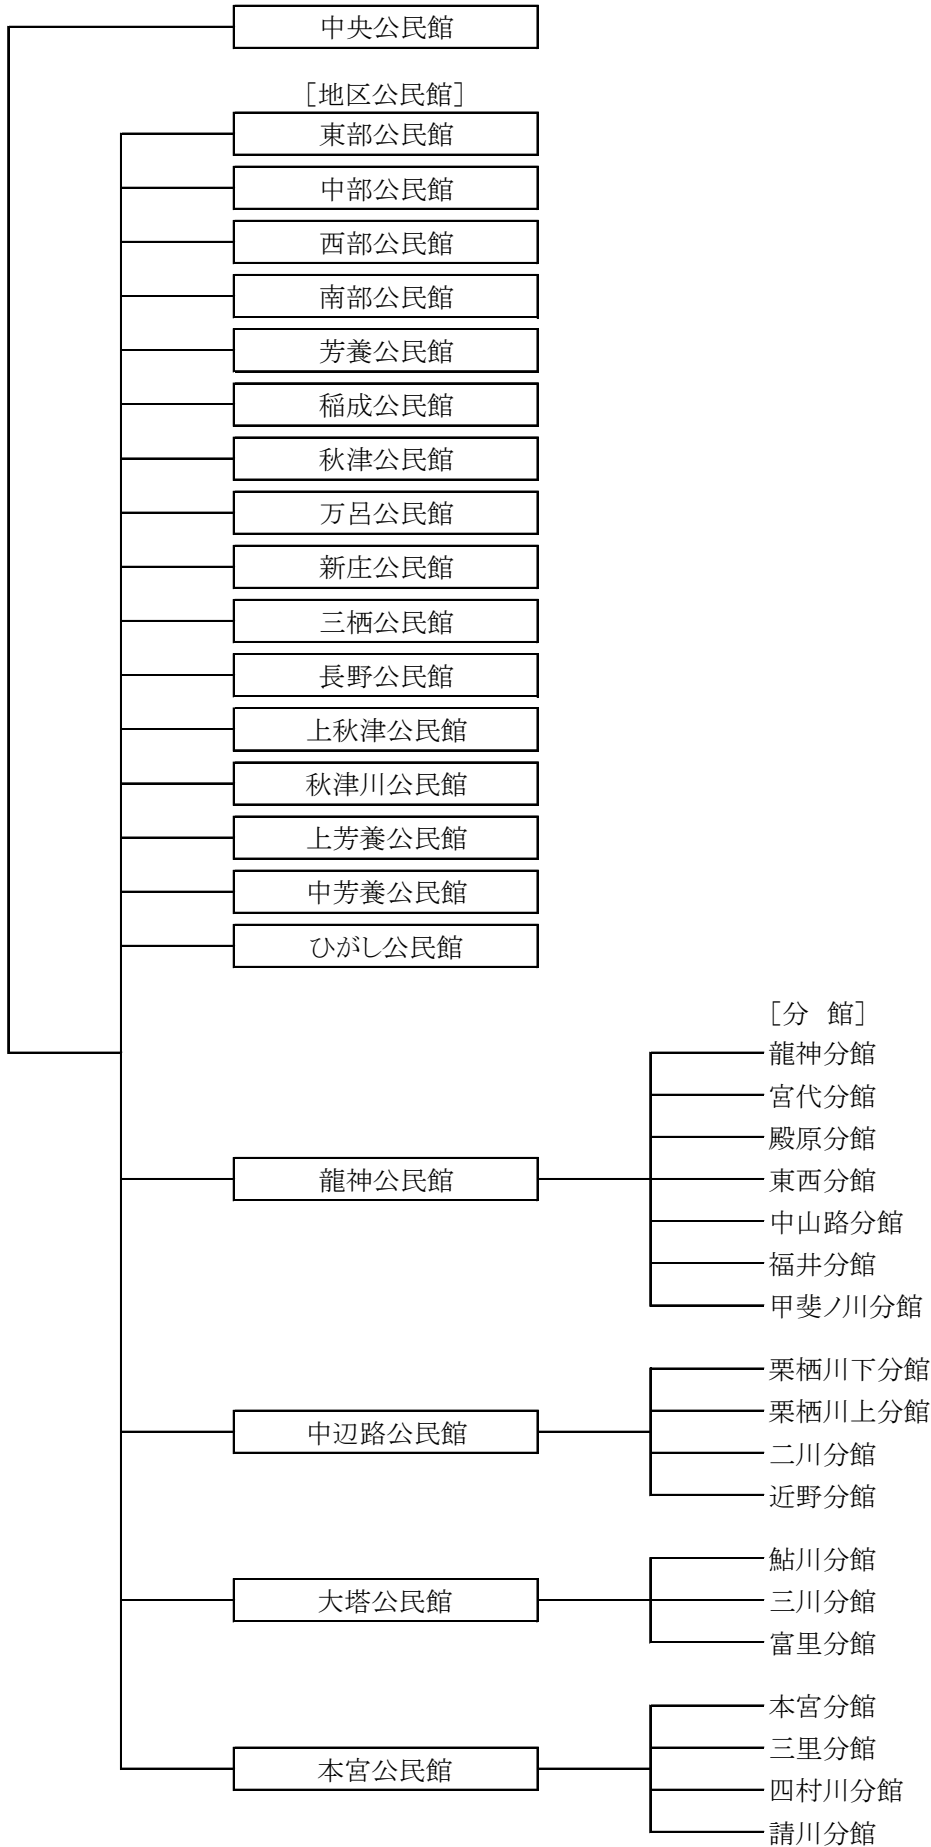 中央公民館
［地区公民館］
東部公民館
中部公民館
西部公民館
南部公民館
芳養公民館
稲成公民館
秋津公民館
万呂公民館
新庄公民館
三栖公民館
長野公民館
上秋津公民館
秋津川公民館
上芳養公民館
中芳養公民館
ひがし公民館
［分　館］
龍神公民館
龍神分館
宮代分館
殿原分館
東西分館
中山路分館
福井分館
甲斐ノ川分館
中辺路公民館
栗栖川下分館
栗栖川上分館
二川分館
近野分館
大塔公民館
鮎川分館
三川分館
富里分館
本宮公民館
本宮分館
三里分館
四村川分館
請川分館